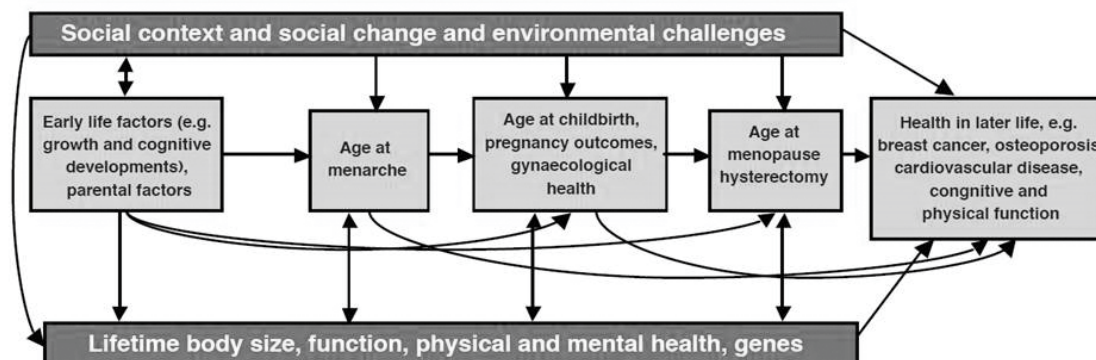 Social context and social change and environmental challenges
Early life factors (e.g.
growth and cognitive
developments),
parental factors
Age at
menarche
Age at childbirth,
pregnancy outcomes,
gynaecological
health
Age at
menopause
hysterectomy
Health in later life, e.g.
breast cancer, osteoporosis
cardiovascular disease,
congnitive and
physical function
Lifetime body size, function, physical and mental health, genes